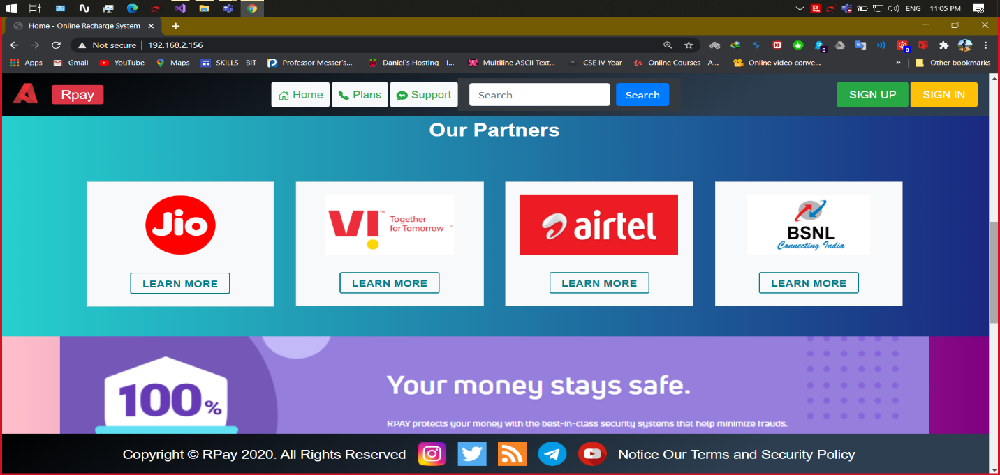 ENG 11:05 PM
Home - Online Recharge System
Not secure | 192.168.2.156
Apps Gmail YouTube Maps SKILLS - BIT Professor Messer's... Daniel's Hosting - I... Multiline ASCII Text... CSE IV Year Online Courses - A... Online video conve... » Other bookmarks
Rpay Home Plans Support Search Search SIGN UP SIGN IN
Our Partners
Jio
VI™ Together
for Tomorrow
airtel
BSNL
Connecting India
LEARN MORE LEARN MORE LEARN MORE LEARN MORE
100%
Your money stays safe.
RPAY protects your money with the best-in-class security systems that help minimize frauds.
Copyright © RPay 2020. All Rights Reserved Notice Our Terms and Security Policy